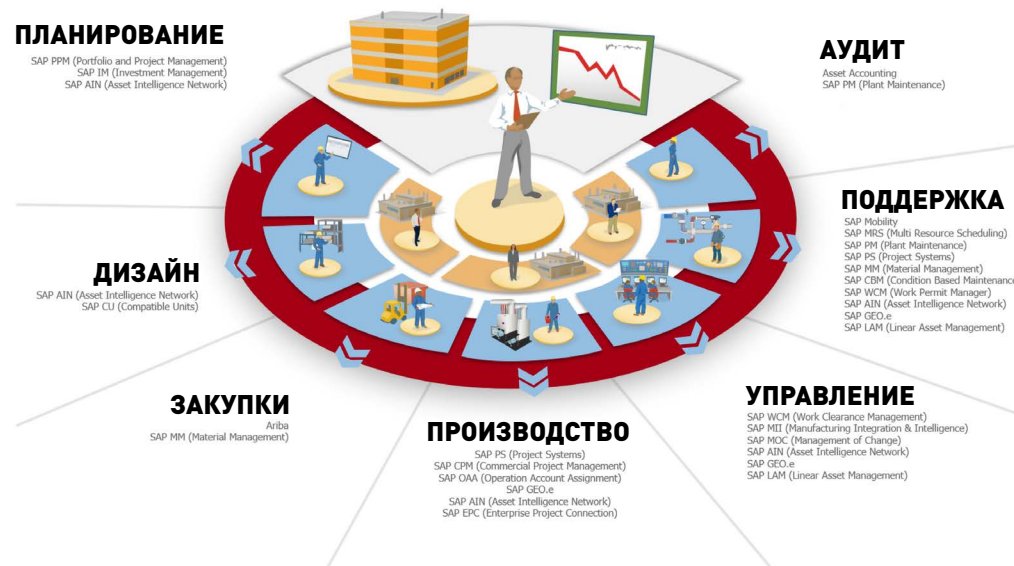 ПЛАНИРОВАНИЕ
SAP PPM (Portfolio and Project Management)
SAP IM (Investment Management)
SAP AIN (Asset Intelligence Network)
АУДИТ
Asset Accounting
SAP PM (Plant Maintenance)
ПОДДЕРЖКА
SAP Mobility
SAP MRS (Multi Resource Scheduling)
SAP PM (Plant Maintenance)
SAP PS (Project Systems)
SAP MM (Material Management)
SAP CBM (Condition Based Maintenance
SAP WCM (Work Permit Manager)
SAP AIN (Asset Intelligence Network)
SAP GEO.e
SAP LAM (Linear Asset Management)
ДИЗАЙН
SAP AIN (Asset Intelligence Network)
SAP CU (Compatible Units)
ЗАКУПКИ
Ariba
SAP MM (Material Management)
ПРОИЗВОДСТВО
SAP PS (Project Systems)
SAP CPM (Commercial Project Management)
SAP OAA (Operation Account Assignment)
SAP GEO.e
SAP AIN (Asset Intelligence Network)
SAP EPC (Enterprise Project Connection)
УПРАВЛЕНИЕ
SAP WCM (Work Clearance Management)
SAP MII (Manufacturing Integration & Intelligence)
SAP MOC (Management of Change)
SAP AIN (Asset Intelligence Network)
SAP GEO.e
SAP LAM (Linear Asset Management)